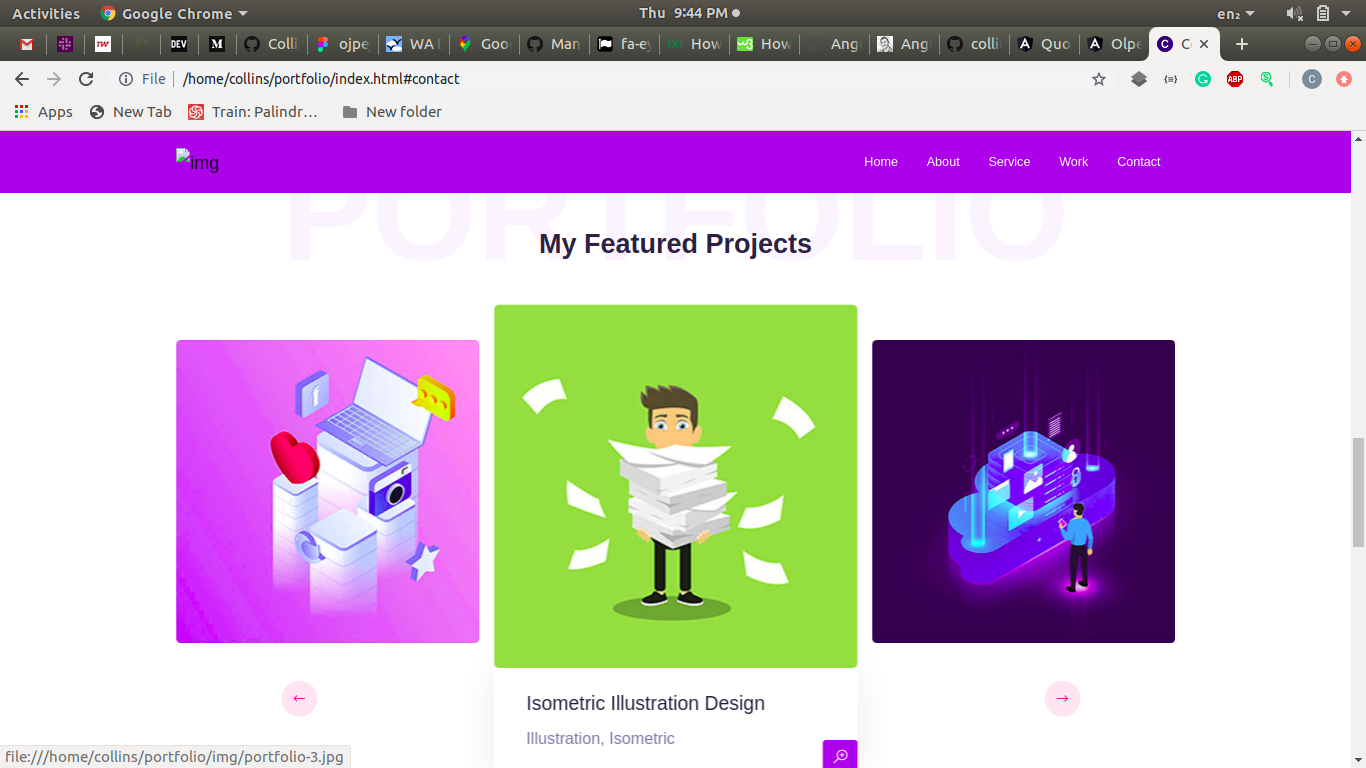 Activities Google Chrome Thu 9:44 PM en₂
DEV M Colli ojpe WA D Goo Man fa-ey How How Ang Ang colli Quo Olpe C
File /home/collins/portfolio/index.html#contact ABP C
Apps New Tab Train: Palindr… New folder
img Home About Service Work Contact
PORTFOLIO
My Featured Projects
Isometric Illustration Design
Illustration, Isometric
file:///home/collins/portfolio/img/portfolio-3.jpg